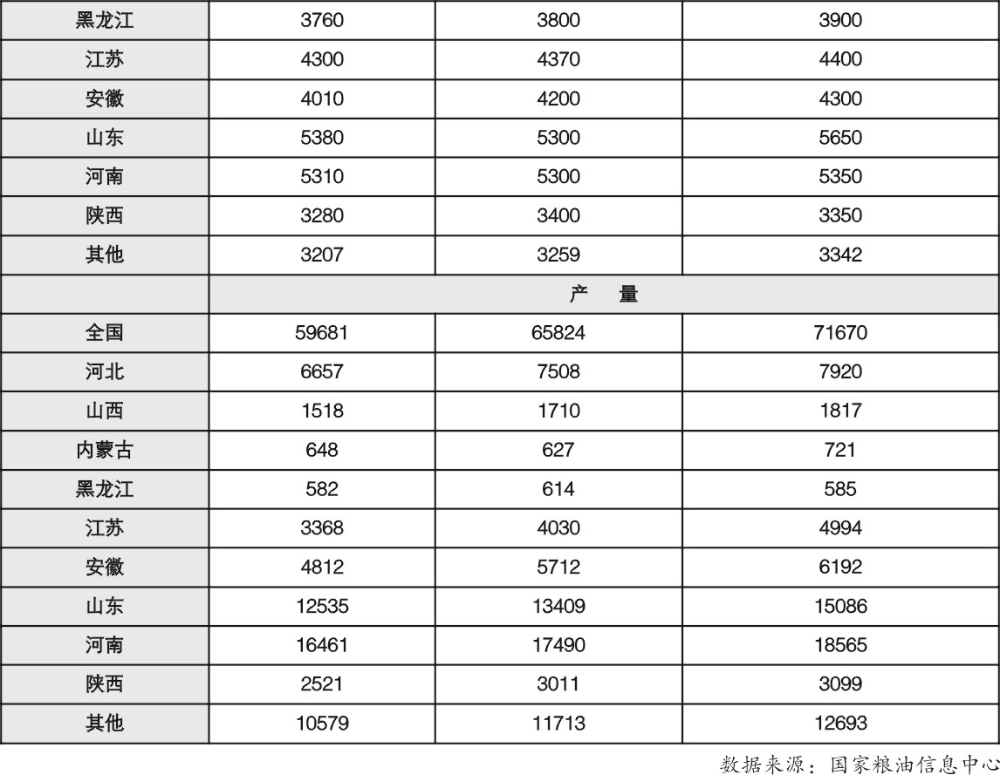 黑龙江 3760 3800 3900
江苏 4300 4370 4400
安徽 4010 4200 4300
山东 5380 5300 5650
河南 5310 5300 5350
陕西 3280 3400 3350
其他 3207 3259 3342
产 量
全国 59681 65824 71670
河北 6657 7508 7920
山西 1518 1710 1817
内蒙古 648 627 721
黑龙江 582 614 585
江苏 3368 4030 4994
安徽 4812 5712 6192
山东 12535 13409 15086
河南 16461 17490 18565
陕西 2521 3011 3099
其他 10579 11713 12693
数据来源：国家粮油信息中心